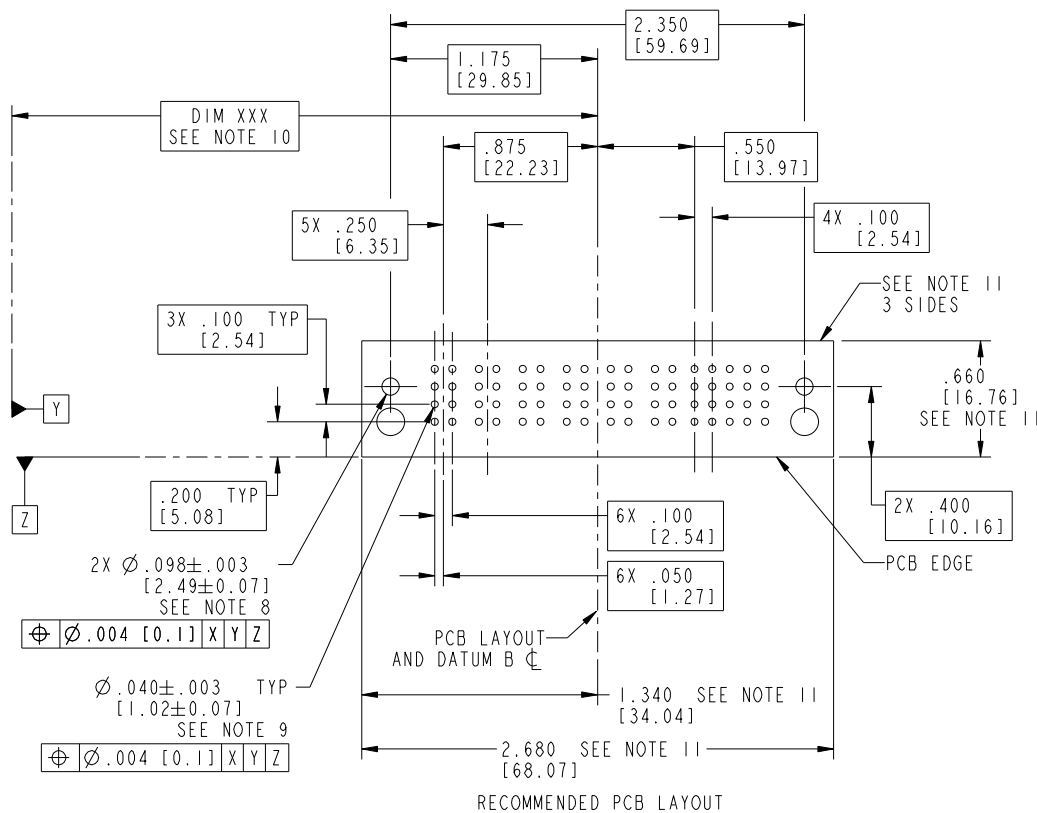 2.350
[59.69]
1.175
[29.85]
DIM XXX
SEE NOTE 10
.875
[22.23]
.550
[13.97]
5X .250
[6.35]
4X .100
[2.54]
SEE NOTE 11
3 SIDES
3X .100 TYP
[2.54]
.660
[16.76]
SEE NOTE 11
Y
.200 TYP
[5.08]
Z
6X .100
[2.54]
2X .400
[10.16]
2X Ø.098±.003
[2.49±0.07]
SEE NOTE 8
⌖ Ø.004 [0.1] X Y Z
PCB EDGE
6X .050
[1.27]
PCB LAYOUT
AND DATUM B ℄
Ø.040±.003 TYP
[1.02±0.07]
SEE NOTE 9
⌖ Ø.004 [0.1] X Y Z
1.340 SEE NOTE 11
[34.04]
2.680 SEE NOTE 11
[68.07]
RECOMMENDED PCB LAYOUT